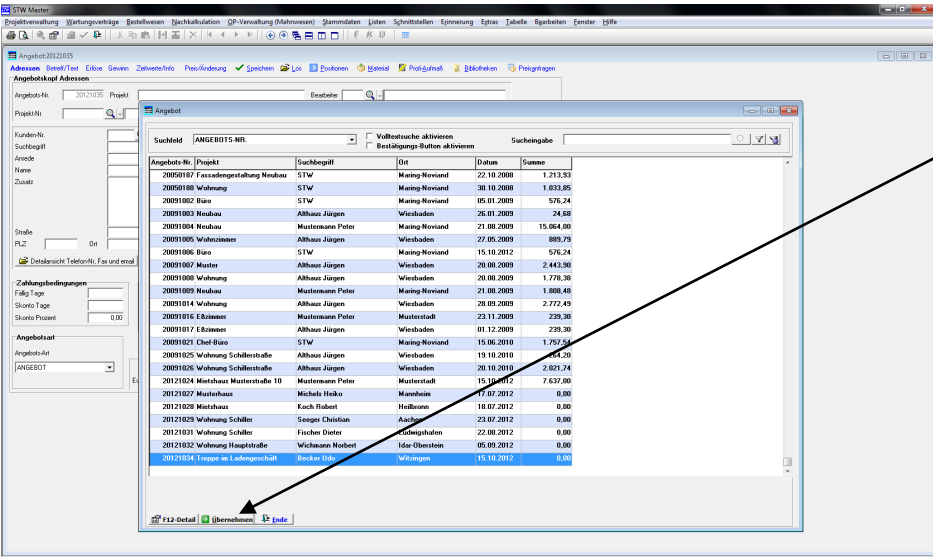 STW Master
Projektverwaltung Wartungsverträge Bestellwesen Nachkalkulation OP-Verwaltung (Mahnwesen) Stammdaten Listen Schnittstellen Erinnerung Extras Tabelle Bearbeiten Fenster Hilfe
F K U
Angebot:20121035
Adressen Betreff/Text Erlöse Gewinn Zeitwerte/Info Preis/Änderung Speichern Los Positionen Material Profi-Aufmaß Bibliotheken Preisanfragen
Angebotskopf Adressen
Angebots-Nr. 20121035 Projekt Bearbeiter
Projekt-Nr
Kunden-Nr.
Suchbegriff
Anrede
Name
Zusatz
Straße
PLZ Ort
Detailansicht Telefon-Nr, Fax und email
Zahlungsbedingungen
Fällig Tage
Skonto Tage
Skonto Prozent 0,00
Angebotsart
Angebots-Art
ANGEBOT
Angebot
Suchfeld ANGEBOTS-NR. Volltextsuche aktivieren Sucheingabe
Bestätigungs-Button aktivieren
Angebots-Nr. Projekt Suchbegriff Ort Datum Summe
20050187 Fassadengestaltung Neubau STW Maring-Noviand 22.10.2008 1.213,93
20050188 Wohnung STW Maring-Noviand 30.10.2008 1.033,85
20091002 Büro STW Maring-Noviand 05.01.2009 576,24
20091003 Neubau Althaus Jürgen Wiesbaden 26.01.2009 24,68
20091004 Neubau Mustermann Peter Maring-Noviand 21.08.2009 15.064,00
20091005 Wohnzimmer Althaus Jürgen Wiesbaden 27.05.2009 889,79
20091006 Büro STW Maring-Noviand 15.10.2012 576,24
20091007 Muster Althaus Jürgen Wiesbaden 20.08.2009 2.443,90
20091008 Wohnung Althaus Jürgen Wiesbaden 20.08.2009 1.778,38
20091009 Neubau Mustermann Peter Maring-Noviand 21.08.2009 1.808,48
20091014 Wohnung Althaus Jürgen Wiesbaden 28.09.2009 2.772,49
20091016 Eßzimmer Mustermann Peter Musterstadt 23.11.2009 239,30
20091017 Eßzimmer Althaus Jürgen Wiesbaden 01.12.2009 239,30
20091021 Chef-Büro STW Maring-Noviand 15.06.2010 1.757,54
20091025 Wohnung Schillerstraße Althaus Jürgen Wiesbaden 19.10.2010 264,20
20091026 Wohnung Schillerstraße Althaus Jürgen Wiesbaden 20.10.2010 2.021,74
20121024 Mietshaus Musterstraße 10 Mustermann Peter Musterstadt 15.10.2012 7.637,00
20121027 Musterhaus Michels Heiko Mannheim 17.07.2012 0,00
20121028 Mietshaus Koch Robert Heilbronn 18.07.2012 0,00
20121029 Wohnung Schiller Seeger Christian Aachen 23.07.2012 0,00
20121031 Wohnung Schiller Fischer Dieter Ludwigshafen 22.08.2012 0,00
20121032 Wohnung Hauptstraße Wichmann Norbert Idar-Oberstein 05.09.2012 0,00
20121034 Treppe im Ladengeschäft Becker Udo Witzingen 15.10.2012 0,00
F12-Detail Übernehmen Ende